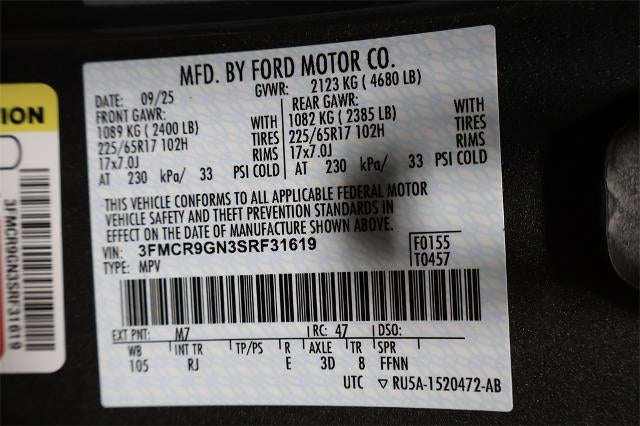 MFD. BY FORD MOTOR CO.
DATE: 09/25 GVWR: 2123 KG ( 4680 LB)
FRONT GAWR: REAR GAWR:
1089 KG ( 2400 LB) WITH 1082 KG ( 2385 LB) WITH
225/65R17 102H TIRES 225/65R17 102H TIRES
17x7.0J RIMS 17x7.0J RIMS
AT 230 kPa/ 33 PSI COLD AT 230 kPa/ 33 PSI COLD
THIS VEHICLE CONFORMS TO ALL APPLICABLE FEDERAL MOTOR
VEHICLE SAFETY AND THEFT PREVENTION STANDARDS IN
EFFECT ON THE DATE OF MANUFACTURE SHOWN ABOVE.
VIN: 3FMCR9GN3SRF31619 F0155
TYPE: MPV T0457
EXT PNT: M7 RC: 47 DSO:
WB INT TR TP/PS R AXLE TR SPR
105 RJ E 3D 8 FFNN
UTC ▽ RU5A-1520472-AB
ION
3FMCR9GN3SRF31619